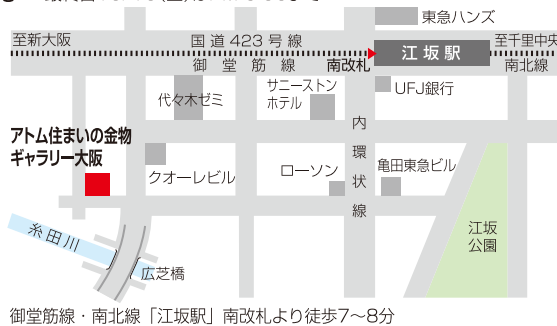 東急ハンズ
至新大阪
国道423号線
江坂駅
至千里中央
御堂筋線
南改札
南北線
代々木ゼミ
サニーストン
ホテル
UFJ銀行
アトム住まいの金物
ギャラリー大阪
内環状線
クオーレビル
ローソン
亀田東急ビル
糸田川
江坂
公園
広芝橋
御堂筋線・南北線「江坂駅」南改札より徒歩7〜8分